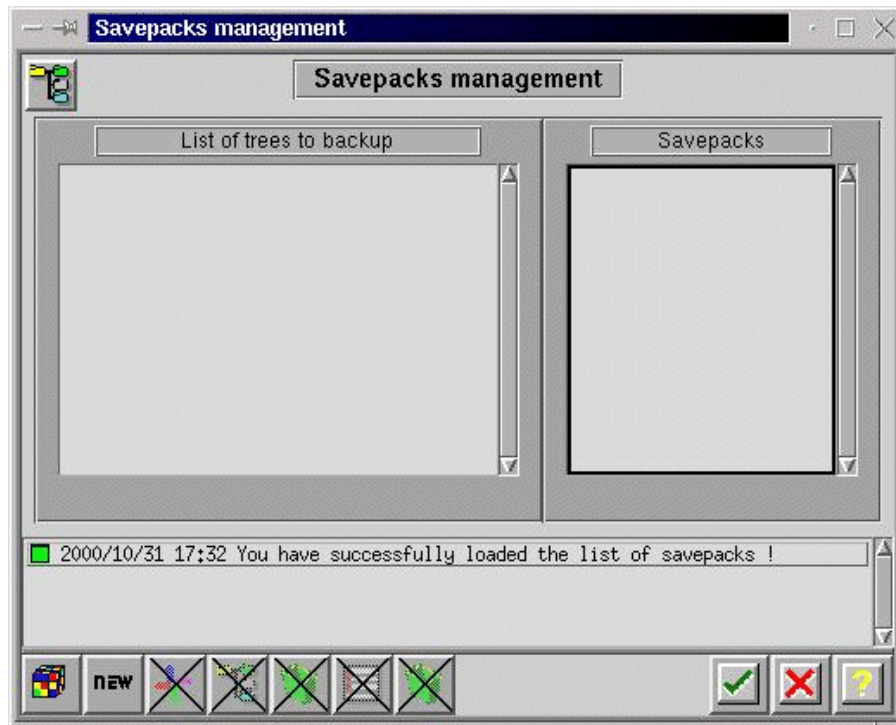 Savepacks management
Savepacks management
List of trees to backup
Savepacks
2000/10/31 17:32 You have successfully loaded the list of savepacks !
NEW
?